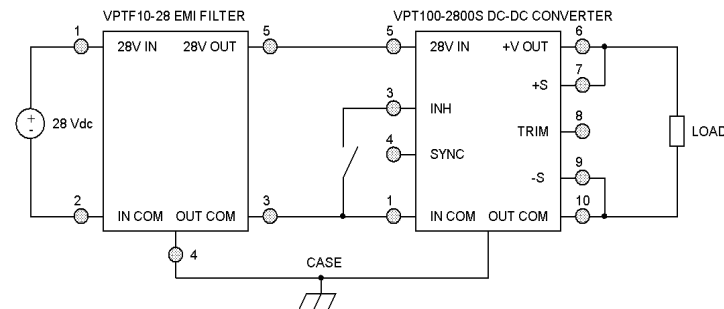 VPTF10-28 EMI FILTER
VPT100-2800S DC-DC CONVERTER
1
5
5
6
28V IN
28V OUT
28V IN
+V OUT
7
+S
3
INH
8
TRIM
+
-
28 Vdc
LOAD
4
SYNC
9
-S
2
3
1
10
IN COM
OUT COM
IN COM
OUT COM
4
CASE